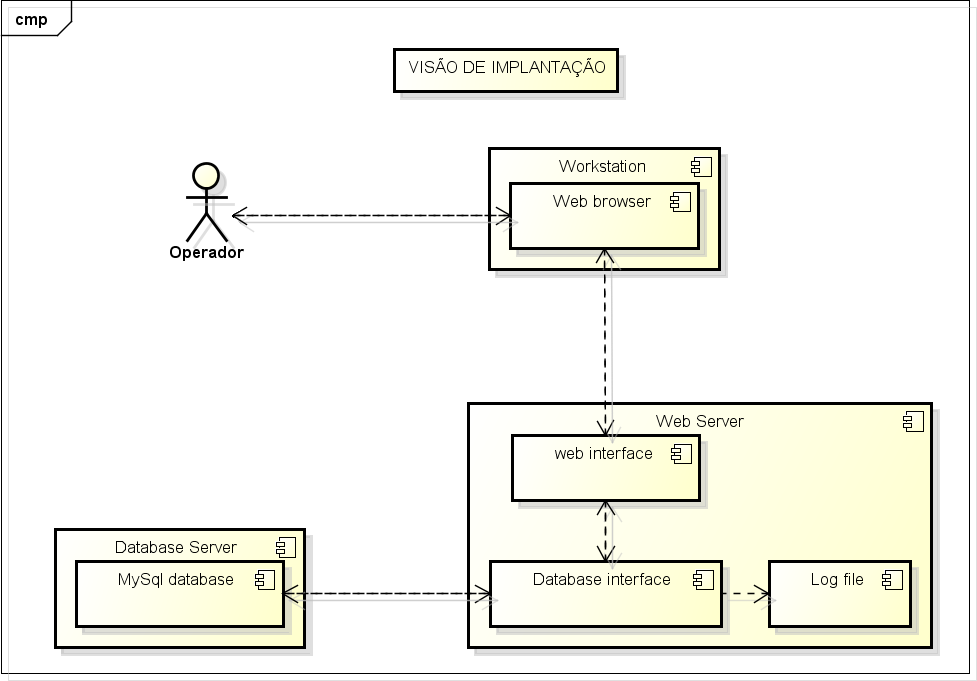 cmp
VISÃO DE IMPLANTAÇÃO
Workstation
Web browser
Operador
Web Server
web interface
Database Server
MySql database
Database interface
Log file